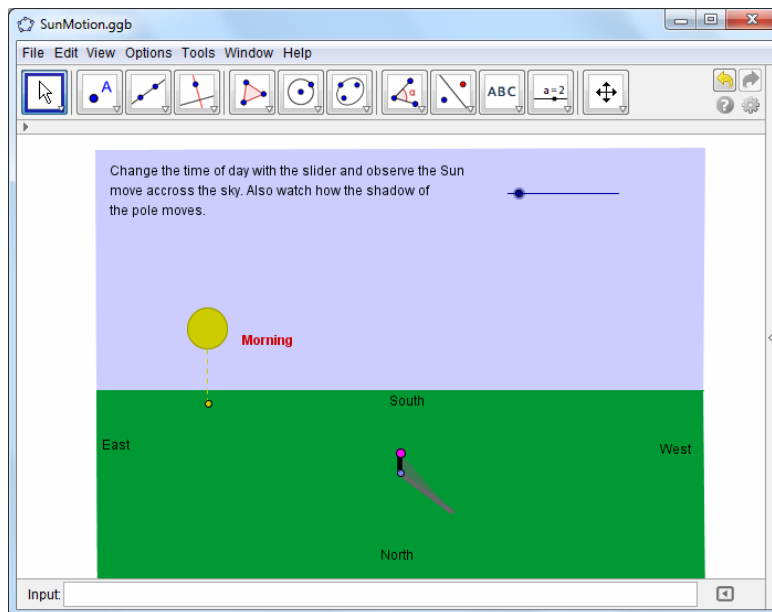 SunMotion.ggb
File Edit View Options Tools Window Help
A
α
ABC
a=2
?
Change the time of day with the slider and observe the Sun
move accross the sky. Also watch how the shadow of
the pole moves.
Morning
South
East
West
North
Input: